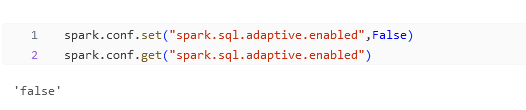 1 spark.conf.set("spark.sql.adaptive.enabled",False)
2 spark.conf.get("spark.sql.adaptive.enabled")
'false'